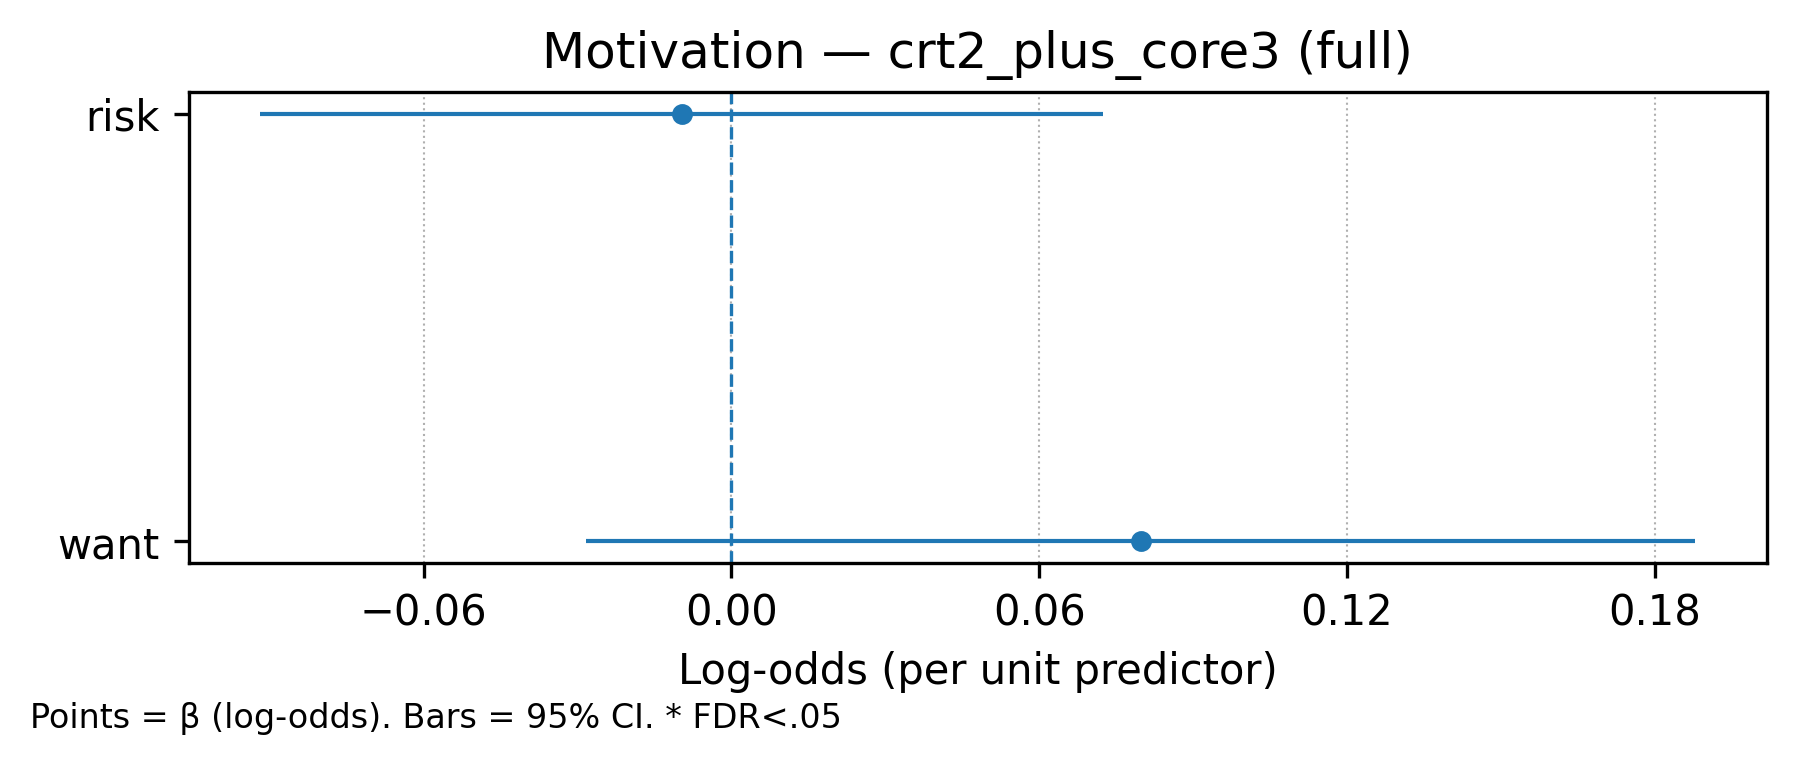 Motivation — crt2_plus_core3 (full)
risk
want
−0.06 0.00 0.06 0.12 0.18
Log-odds (per unit predictor)
Points = β (log-odds). Bars = 95% CI. * FDR<.05